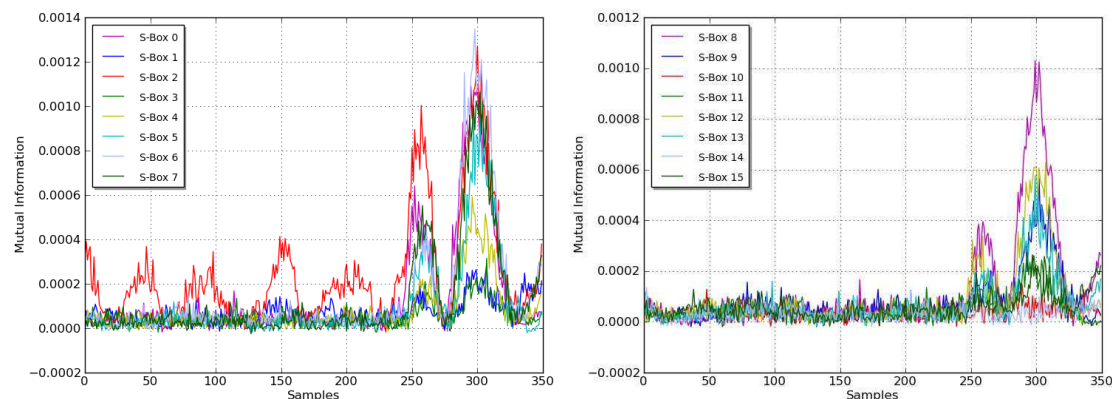 0.0014
0.0012
0.0010
0.0008
0.0006
0.0004
0.0002
0.0000
−0.0002
Mutual Information
S-Box 0
S-Box 1
S-Box 2
S-Box 3
S-Box 4
S-Box 5
S-Box 6
S-Box 7
0 50 100 150 200 250 300 350
Samples
0.0012
0.0010
0.0008
0.0006
0.0004
0.0002
0.0000
−0.0002
Mutual Information
S-Box 8
S-Box 9
S-Box 10
S-Box 11
S-Box 12
S-Box 13
S-Box 14
S-Box 15
0 50 100 150 200 250 300 350
Samples